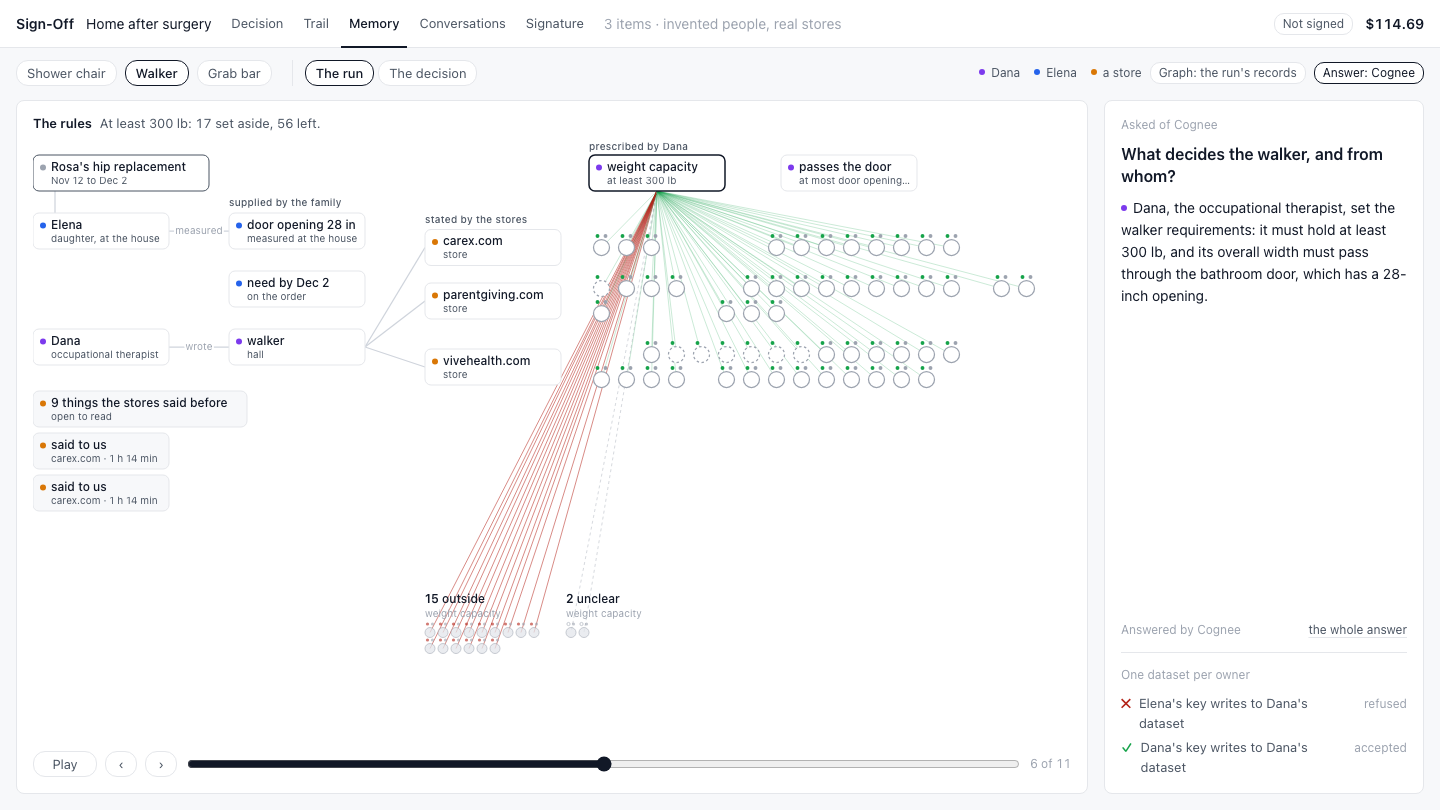 Sign-Off Home after surgery Decision Trail Memory Conversations Signature 3 items · invented people, real stores Not signed $114.69
Shower chair Walker Grab bar The run The decision Dana Elena a store Graph: the run's records Answer: Cognee
The rules At least 300 lb: 17 set aside, 56 left.
prescribed by Dana
Rosa's hip replacement
Nov 12 to Dec 2
weight capacity
at least 300 lb
passes the door
at most door opening...
supplied by the family
Elena
daughter, at the house
measured
door opening 28 in
measured at the house
stated by the stores
carex.com
store
need by Dec 2
on the order
parentgiving.com
store
Dana
occupational therapist
wrote
walker
hall
vivehealth.com
store
9 things the stores said before
open to read
said to us
carex.com · 1 h 14 min
said to us
carex.com · 1 h 14 min
15 outside
weight capacity
2 unclear
weight capacity
Play ‹ › 6 of 11
Asked of Cognee
What decides the walker, and from
whom?
Dana, the occupational therapist, set the
walker requirements: it must hold at least
300 lb, and its overall width must pass
through the bathroom door, which has a 28-
inch opening.
Answered by Cognee the whole answer
One dataset per owner
Elena's key writes to Dana's refused
dataset
Dana's key writes to Dana's accepted
dataset